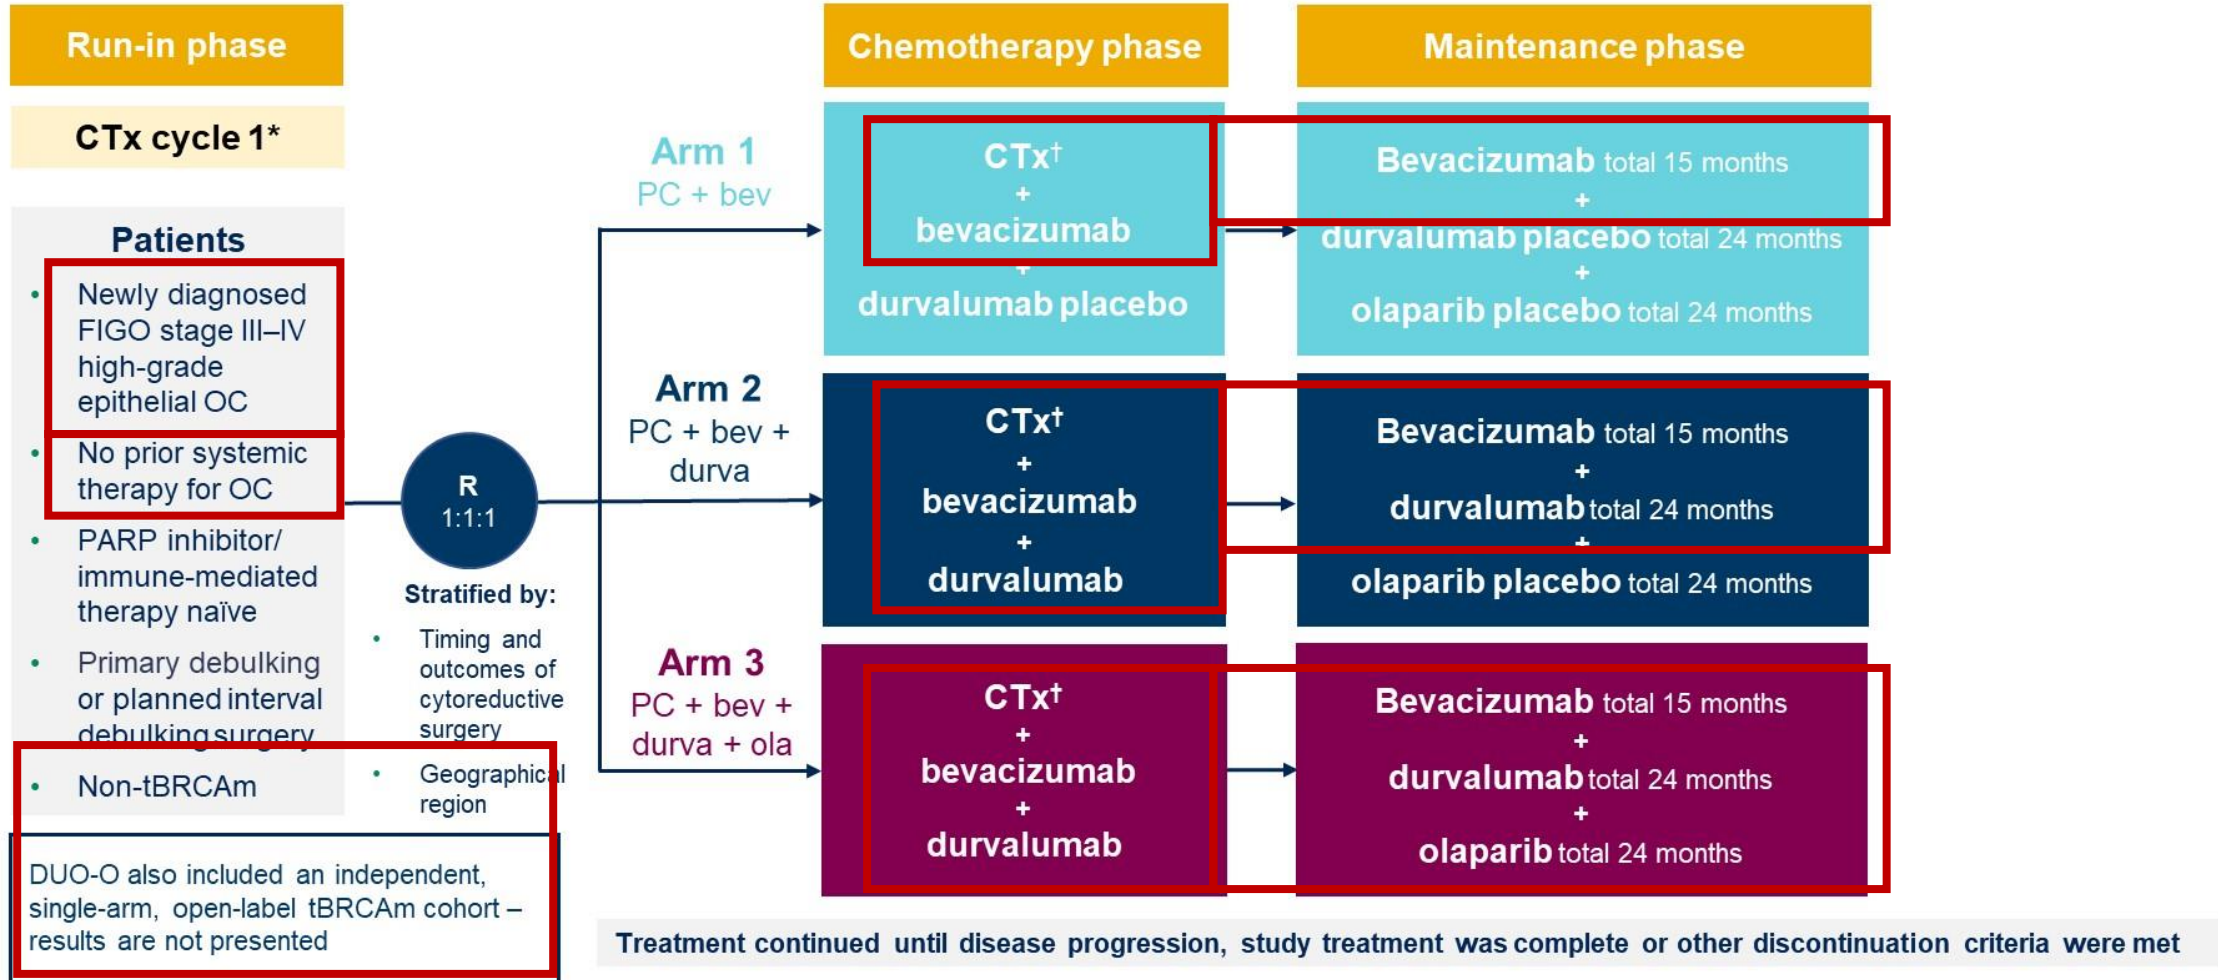 Run-in phase
CTx cycle 1*
Patients
• Newly diagnosed
FIGO stage III–IV
high-grade
epithelial OC
• No prior systemic
therapy for OC
• PARP inhibitor/
immune-mediated
therapy naïve
• Primary debulking
or planned interval
debulking surgery
• Non-tBRCAm
DUO-O also included an independent,
single-arm, open-label tBRCAm cohort –
results are not presented
R
1:1:1
Stratified by:
• Timing and
outcomes of
cytoreductive
surgery
• Geographical
region
Arm 1
PC + bev
Arm 2
PC + bev +
durva
Arm 3
PC + bev +
durva + ola
Chemotherapy phase
CTx†
+
bevacizumab
+
durvalumab placebo
CTx†
+
bevacizumab
+
durvalumab
CTx†
+
bevacizumab
+
durvalumab
Maintenance phase
Bevacizumab total 15 months
+
durvalumab placebo total 24 months
+
olaparib placebo total 24 months
Bevacizumab total 15 months
+
durvalumab total 24 months
+
olaparib placebo total 24 months
Bevacizumab total 15 months
+
durvalumab total 24 months
+
olaparib total 24 months
Treatment continued until disease progression, study treatment was complete or other discontinuation criteria were met